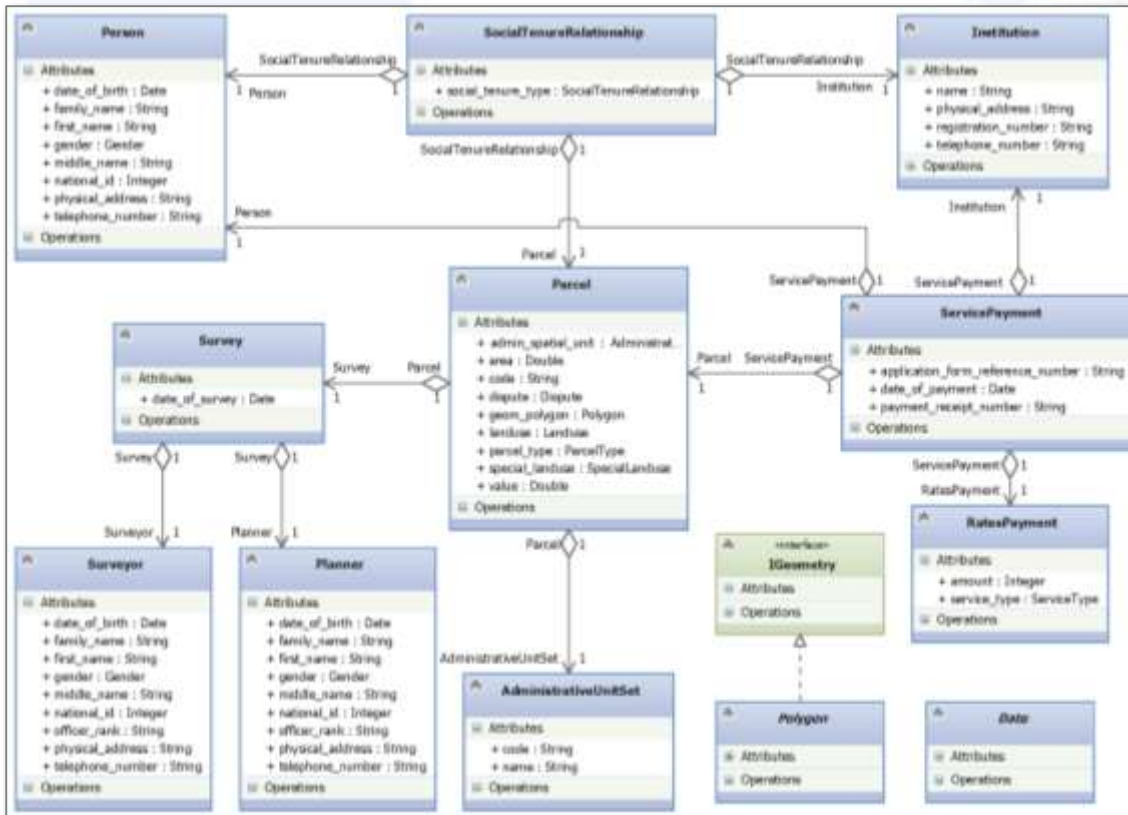 Person
Attributes
+ date_of_birth : Date
+ family_name : String
+ first_name : String
+ gender : Gender
+ middle_name : String
+ national_id : Integer
+ physical_address : String
+ telephone_number : String
Operations
SocialTenureRelationship
1
Person
1
SocialTenureRelationship
Attributes
+ social_tenure_type : SocialTenureRelationship
Operations
SocialTenureRelationship
1
Institution
1
Institution
Attributes
+ name : String
+ physical_address : String
+ registration_number : String
+ telephone_number : String
Operations
SocialTenureRelationship
1
Parcel
1
Person
1
ServicePayment
1
Institution
1
ServicePayment
1
Parcel
Attributes
+ admin_spatial_unit : Administrat...
+ area : Double
+ code : String
+ dispute : Dispute
+ geom_polygon : Polygon
+ landuse : Landuse
+ parcel_type : ParcelType
+ special_landuse : SpecialLanduse
+ value : Double
Operations
ServicePayment
Attributes
+ application_form_reference_number : String
+ date_of_payment : Date
+ payment_receipt_number : String
Operations
Parcel
1
ServicePayment
1
Survey
Attributes
+ date_of_survey : Date
Operations
Survey
1
Parcel
1
Survey
1
Surveyor
1
Survey
1
Planner
1
ServicePayment
1
RatesPayment
1
RatesPayment
Attributes
+ amount : Integer
+ service_type : ServiceType
Operations
Surveyor
Attributes
+ date_of_birth : Date
+ family_name : String
+ first_name : String
+ gender : Gender
+ middle_name : String
+ national_id : Integer
+ officer_rank : String
+ physical_address : String
+ telephone_number : String
Operations
Planner
Attributes
+ date_of_birth : Date
+ family_name : String
+ first_name : String
+ gender : Gender
+ middle_name : String
+ national_id : Integer
+ officer_rank : String
+ physical_address : String
+ telephone_number : String
Operations
Parcel
1
AdministrativeUnitSet
1
AdministrativeUnitSet
Attributes
+ code : String
+ name : String
Operations
«interface»
IGeometry
Attributes
Operations
Polygon
Attributes
Operations
Data
Attributes
Operations